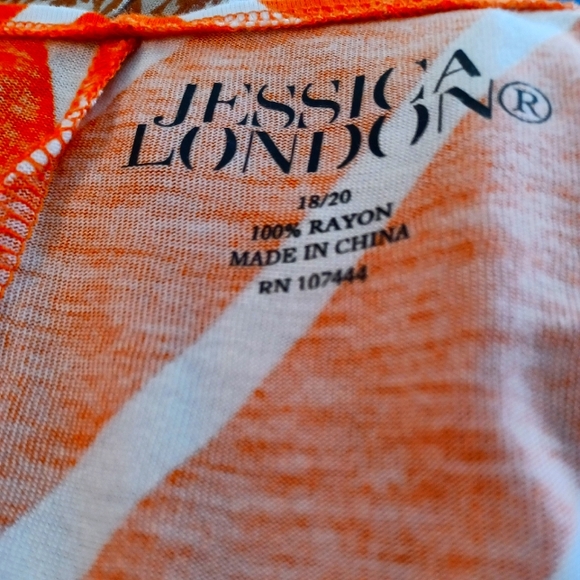 JESSICA
LONDON®
18/20
100% RAYON
MADE IN CHINA
RN 107444